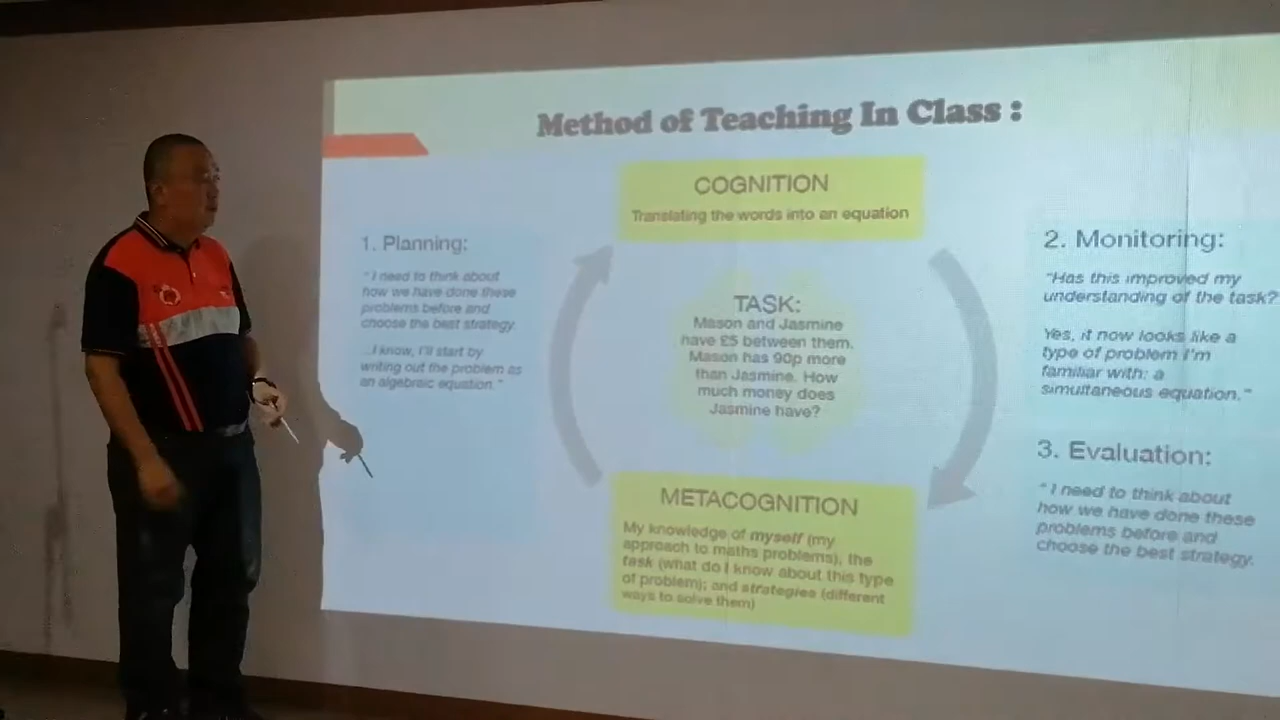 Method of Teaching In Class :
COGNITION
Translating the words into an equation
1. Planning:
"I need to think about
how we have done these
problems before and
choose the best strategy.
...I know, I'll start by
writing out the problem as
an algebraic equation."
TASK:
Mason and Jasmine
have £5 between them.
Mason has 90p more
than Jasmine. How
much money does
Jasmine have?
METACOGNITION
My knowledge of myself (my
approach to maths problems), the
task (what do I know about this type
of problem); and strategies (different
ways to solve them)
2. Monitoring:
"Has this improved my
understanding of the task?
Yes, it now looks like a
type of problem I'm
familiar with: a
simultaneous equation."
3. Evaluation:
"I need to think about
how we have done these
problems before and
choose the best strategy.